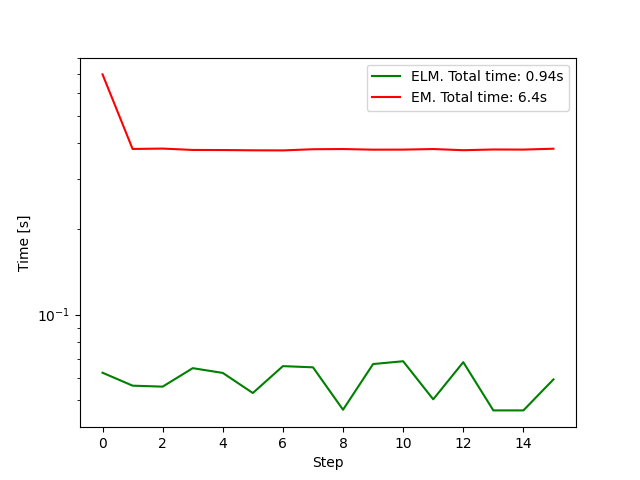 ELM. Total time: 0.94s
EM. Total time: 6.4s
Time [s]
10⁻¹
0 2 4 6 8 10 12 14
Step